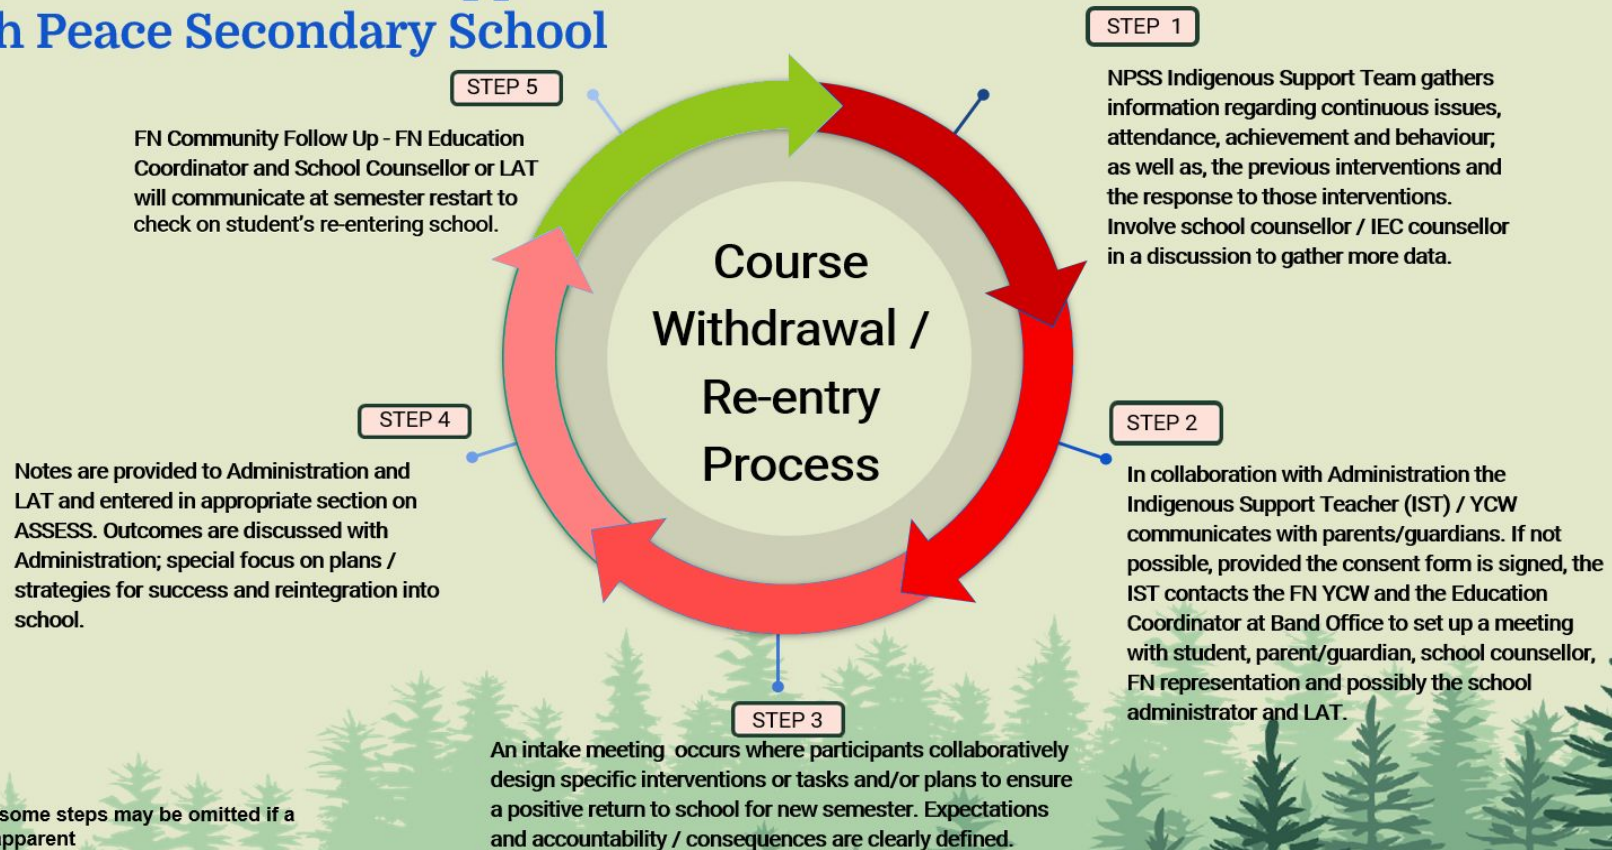 h Peace Secondary School
STEP 1
NPSS Indigenous Support Team gathers
information regarding continuous issues,
attendance, achievement and behaviour;
as well as, the previous interventions and
the response to those interventions.
Involve school counsellor / IEC counsellor
in a discussion to gather more data.
STEP 2
In collaboration with Administration the
Indigenous Support Teacher (IST) / YCW
communicates with parents/guardians. If not
possible, provided the consent form is signed, the
IST contacts the FN YCW and the Education
Coordinator at Band Office to set up a meeting
with student, parent/guardian, school counsellor,
FN representation and possibly the school
administrator and LAT.
STEP 3
An intake meeting occurs where participants collaboratively
design specific interventions or tasks and/or plans to ensure
a positive return to school for new semester. Expectations
and accountability / consequences are clearly defined.
STEP 4
Notes are provided to Administration and
LAT and entered in appropriate section on
ASSESS. Outcomes are discussed with
Administration; special focus on plans /
strategies for success and reintegration into
school.
STEP 5
FN Community Follow Up - FN Education
Coordinator and School Counsellor or LAT
will communicate at semester restart to
check on student's re-entering school.
Course
Withdrawal /
Re-entry
Process
some steps may be omitted if a
pparent